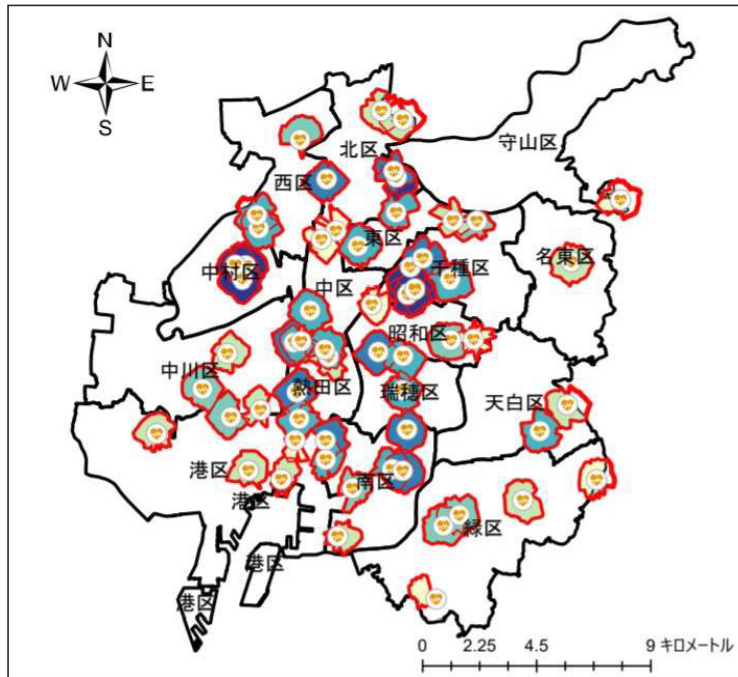 N
W E
S
守山区
北区
西区
東区
名東区
千種区
中村区
中区
昭和区
中川区
熱田区
瑞穂区
天白区
港区
南区
港区
緑区
港区
港区
0 2.25 4.5 9 キロメートル